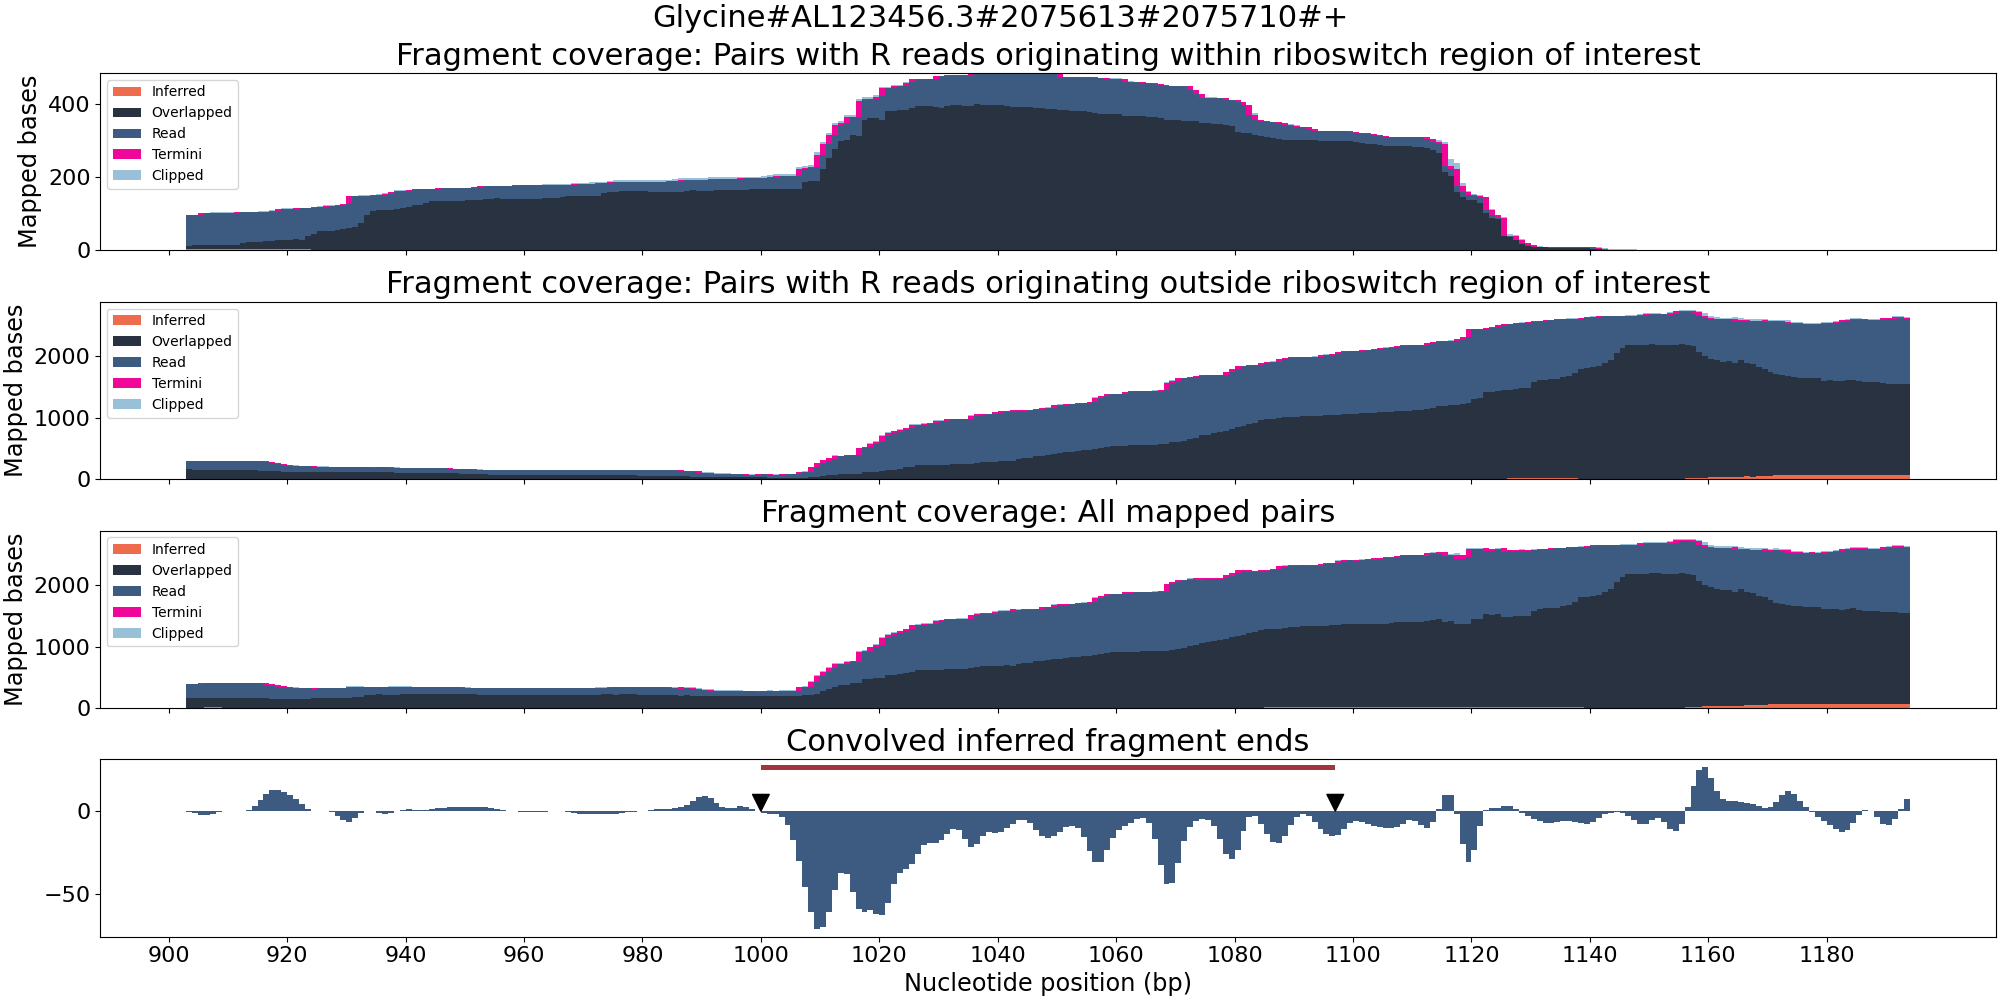 Glycine#AL123456.3#2075613#2075710#+
Fragment coverage: Pairs with R reads originating within riboswitch region of interest
Mapped bases
400
200
0
Inferred
Overlapped
Read
Termini
Clipped
Fragment coverage: Pairs with R reads originating outside riboswitch region of interest
Mapped bases
2000
1000
0
Inferred
Overlapped
Read
Termini
Clipped
Fragment coverage: All mapped pairs
Mapped bases
2000
1000
0
Inferred
Overlapped
Read
Termini
Clipped
Convolved inferred fragment ends
0
−50
900 920 940 960 980 1000 1020 1040 1060 1080 1100 1120 1140 1160 1180
Nucleotide position (bp)